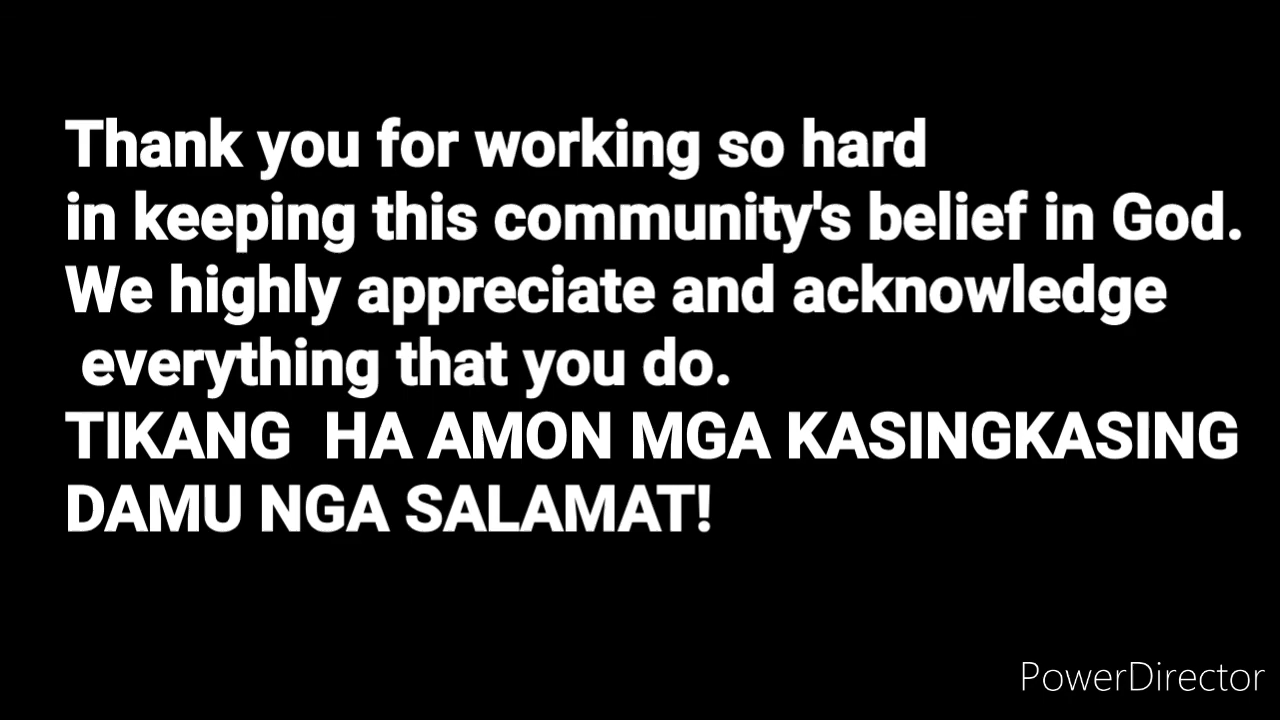 Thank you for working so hard
in keeping this community's belief in God.
We highly appreciate and acknowledge
everything that you do.
TIKANG HA AMON MGA KASINGKASING
DAMU NGA SALAMAT!
PowerDirector